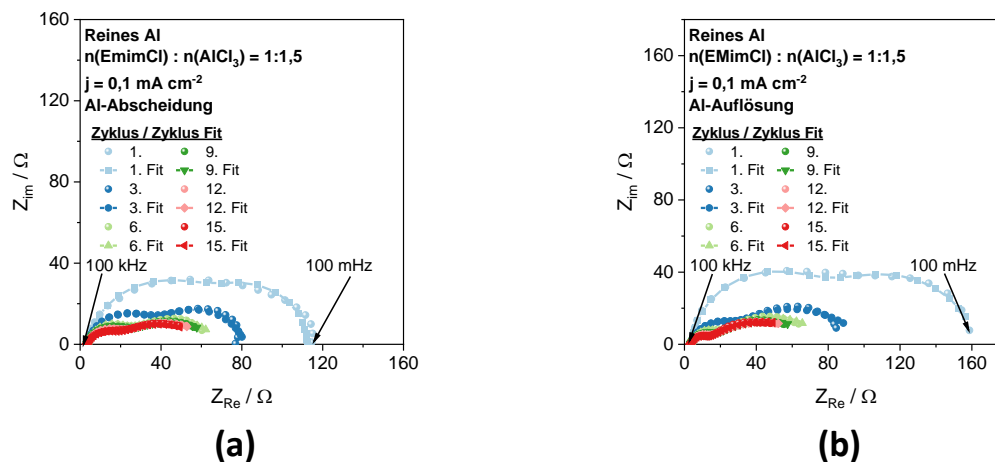 Reines Al
n(EmimCl) : n(AlCl₃) = 1:1,5
j = 0,1 mA cm⁻²
Al-Abscheidung
Zyklus / Zyklus Fit
1. 9.
1. Fit 9. Fit
3. 12.
3. Fit 12. Fit
6. 15.
6. Fit 15. Fit
100 kHz 100 mHz
160
120
80
40
0
Z_im / Ω
0 40 80 120 160
Z_Re / Ω
(a)
Reines Al
n(EMimCl) : n(AlCl₃) = 1:1,5
j = 0,1 mA cm⁻²
Al-Auflösung
Zyklus / Zyklus Fit
1. 9.
1. Fit 9. Fit
3. 12.
3. Fit 12. Fit
6. 15.
6. Fit 15. Fit
100 kHz 100 mHz
160
120
80
40
0
Z_im / Ω
0 40 80 120 160
Z_Re / Ω
(b)